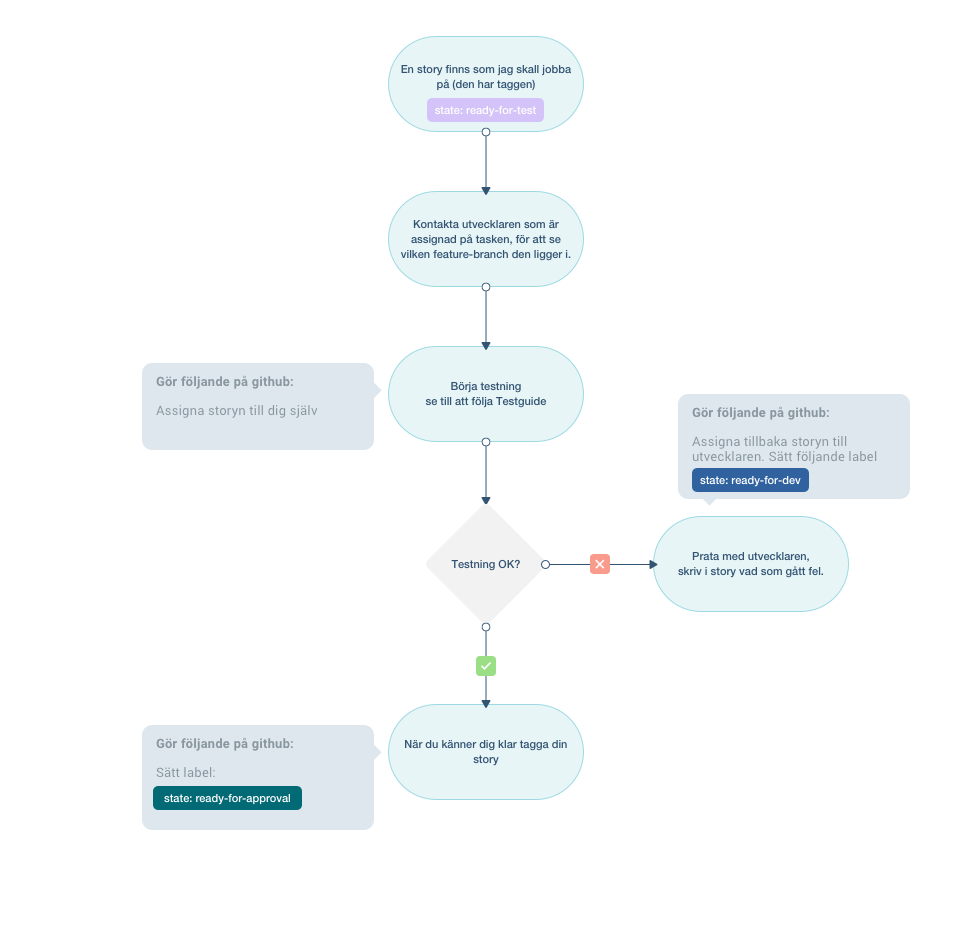 En story finns som jag skall jobba
på (den har taggen)
state: ready-for-test
Kontakta utvecklaren som är
assignad på tasken, för att se
vilken feature-branch den ligger i.
Gör följande på github:
Assigna storyn till dig själv
Börja testning
se till att följa Testguide
Gör följande på github:
Assigna tillbaka storyn till
utvecklaren. Sätt följande label
state: ready-for-dev
Testning OK?
Prata med utvecklaren,
skriv i story vad som gått fel.
Gör följande på github:
Sätt label:
state: ready-for-approval
När du känner dig klar tagga din
story